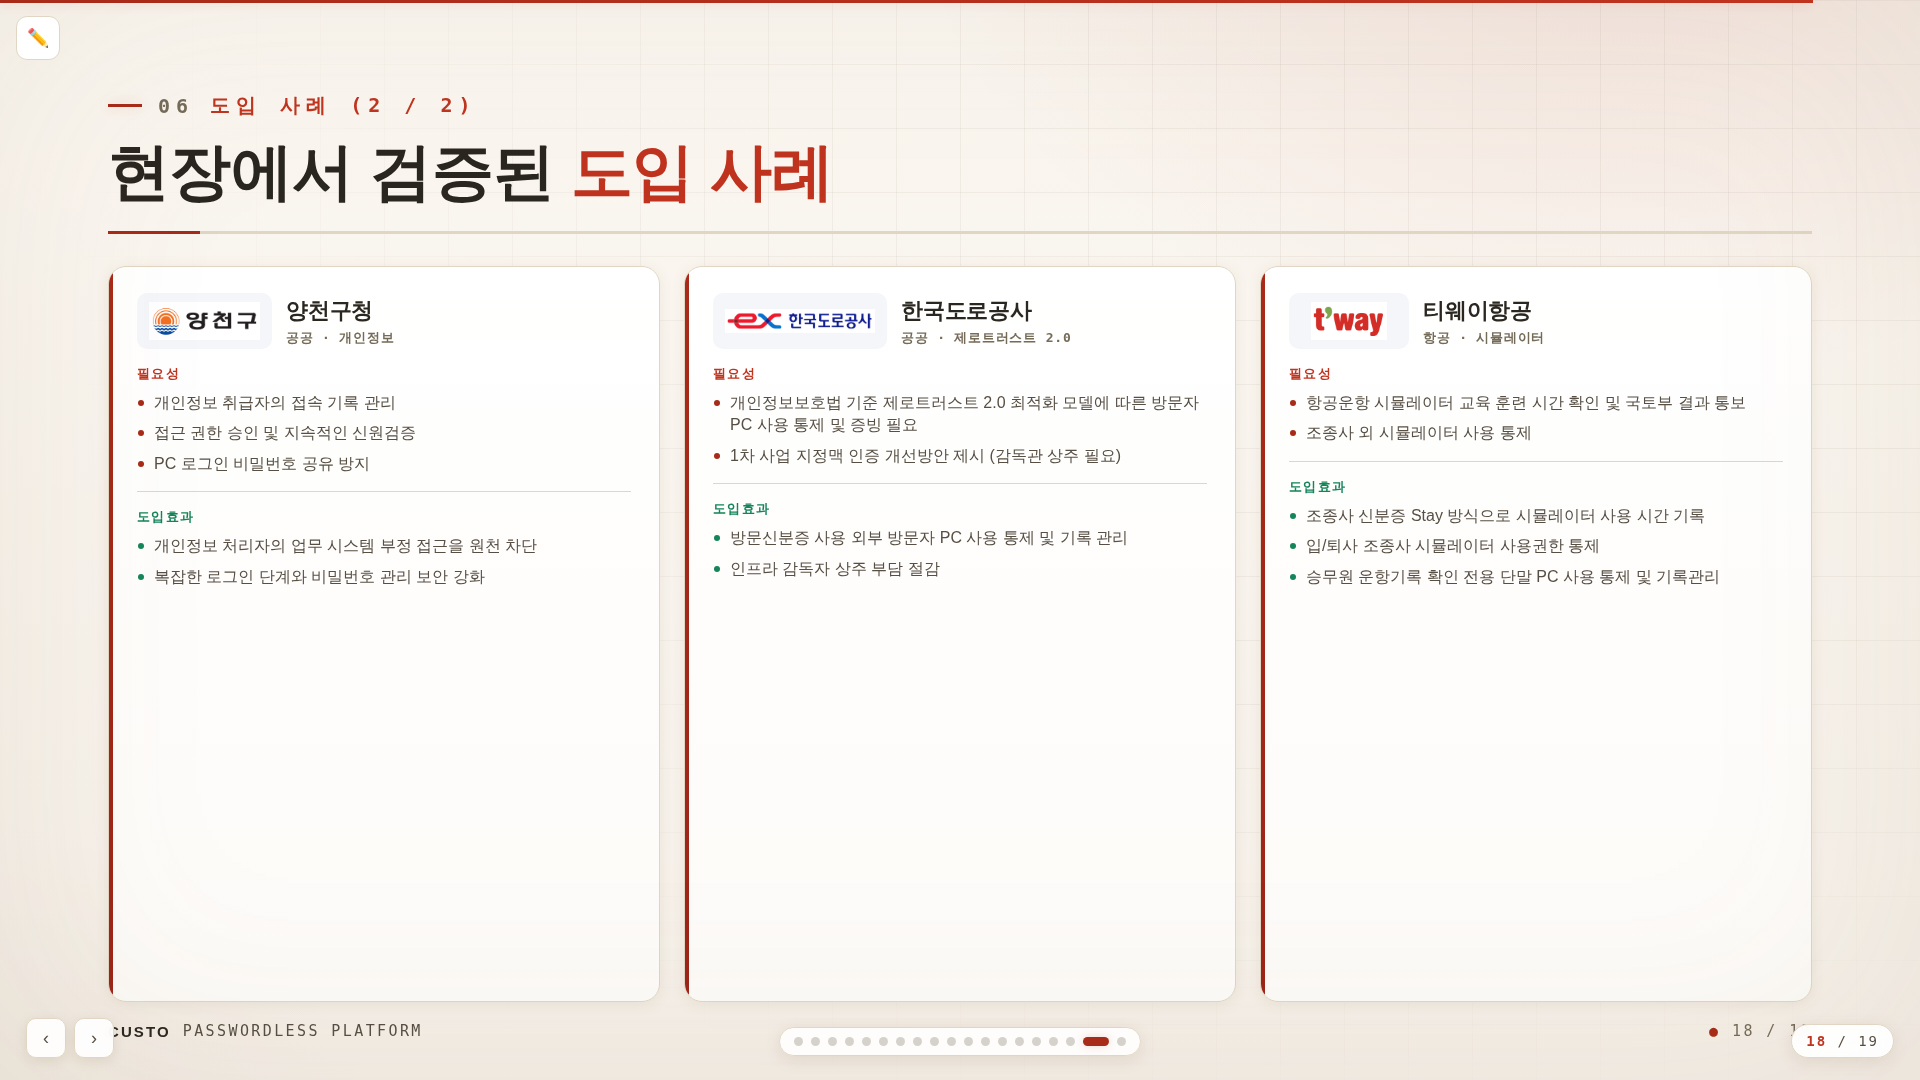 06 도입 사례 (2 / 2)
현장에서 검증된 도입 사례
양천구
양천구청
공공 · 개인정보
필요성
개인정보 취급자의 접속 기록 관리
접근 권한 승인 및 지속적인 신원검증
PC 로그인 비밀번호 공유 방지
도입효과
개인정보 처리자의 업무 시스템 부정 접근을 원천 차단
복잡한 로그인 단계와 비밀번호 관리 보안 강화
ex 한국도로공사
한국도로공사
공공 · 제로트러스트 2.0
필요성
개인정보보호법 기준 제로트러스트 2.0 최적화 모델에 따른 방문자
PC 사용 통제 및 증빙 필요
1차 사업 지정맥 인증 개선방안 제시 (감독관 상주 필요)
도입효과
방문신분증 사용 외부 방문자 PC 사용 통제 및 기록 관리
인프라 감독자 상주 부담 절감
t'way
티웨이항공
항공 · 시뮬레이터
필요성
항공운항 시뮬레이터 교육 훈련 시간 확인 및 국토부 결과 통보
조종사 외 시뮬레이터 사용 통제
도입효과
조종사 신분증 Stay 방식으로 시뮬레이터 사용 시간 기록
입/퇴사 조종사 시뮬레이터 사용권한 통제
승무원 운항기록 확인 전용 단말 PC 사용 통제 및 기록관리
‹ ›
CUSTO PASSWORDLESS PLATFORM
18 /
18 / 19